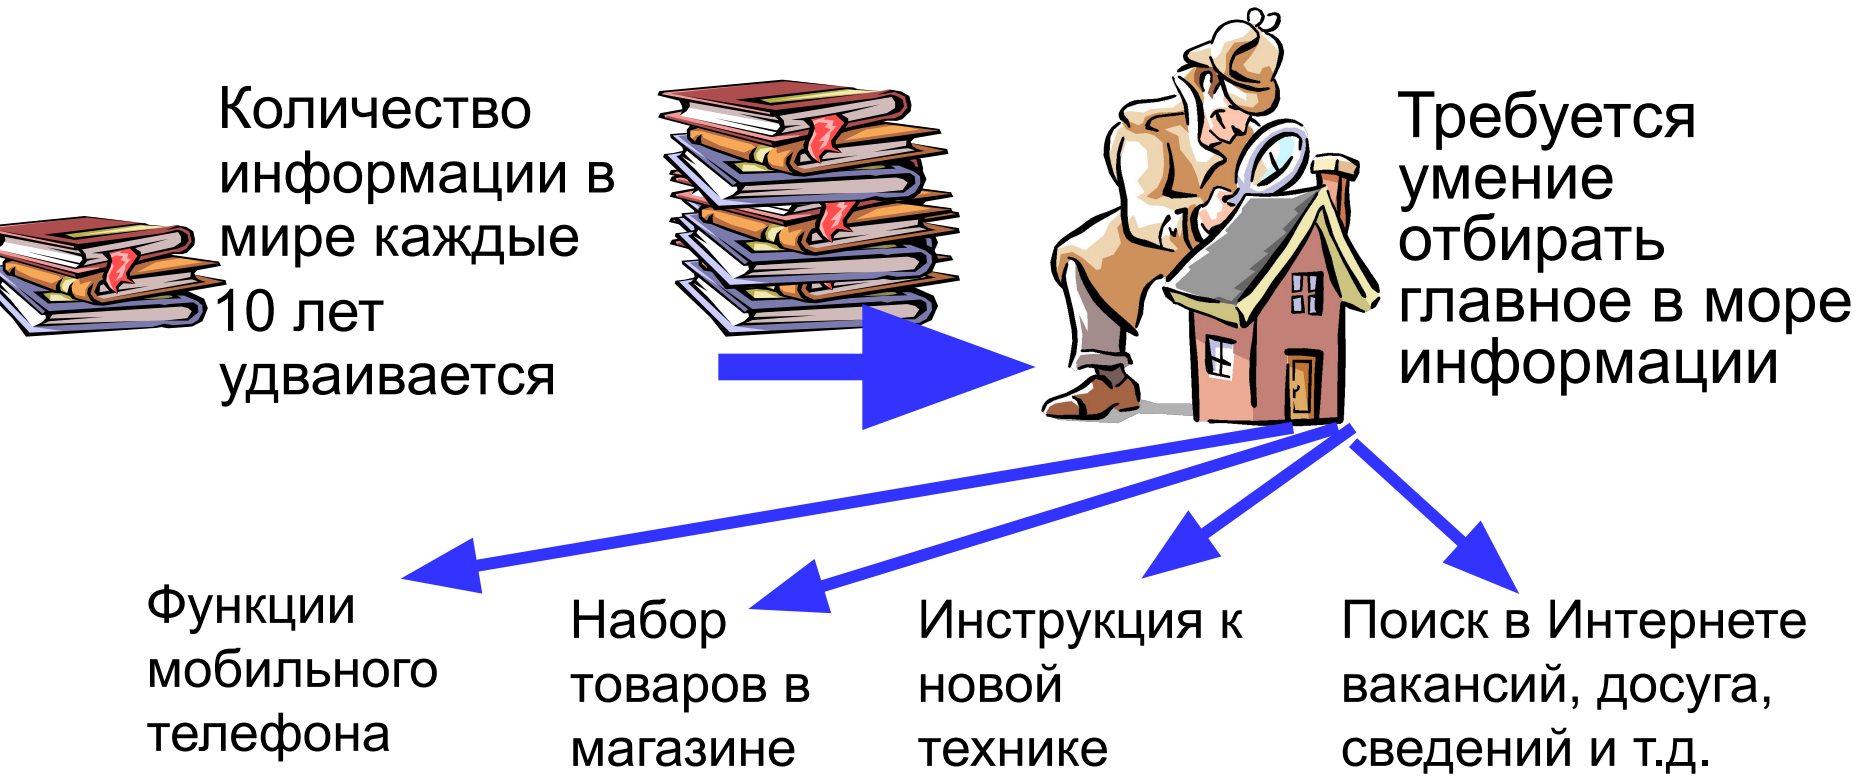 Количество
информации в
мире каждые
10 лет
удваивается
Требуется
умение
отбирать
главное в море
информации
Функции
мобильного
телефона
Набор
товаров в
магазине
Инструкция к
новой
технике
Поиск в Интернете
вакансий, досуга,
сведений и т.д.